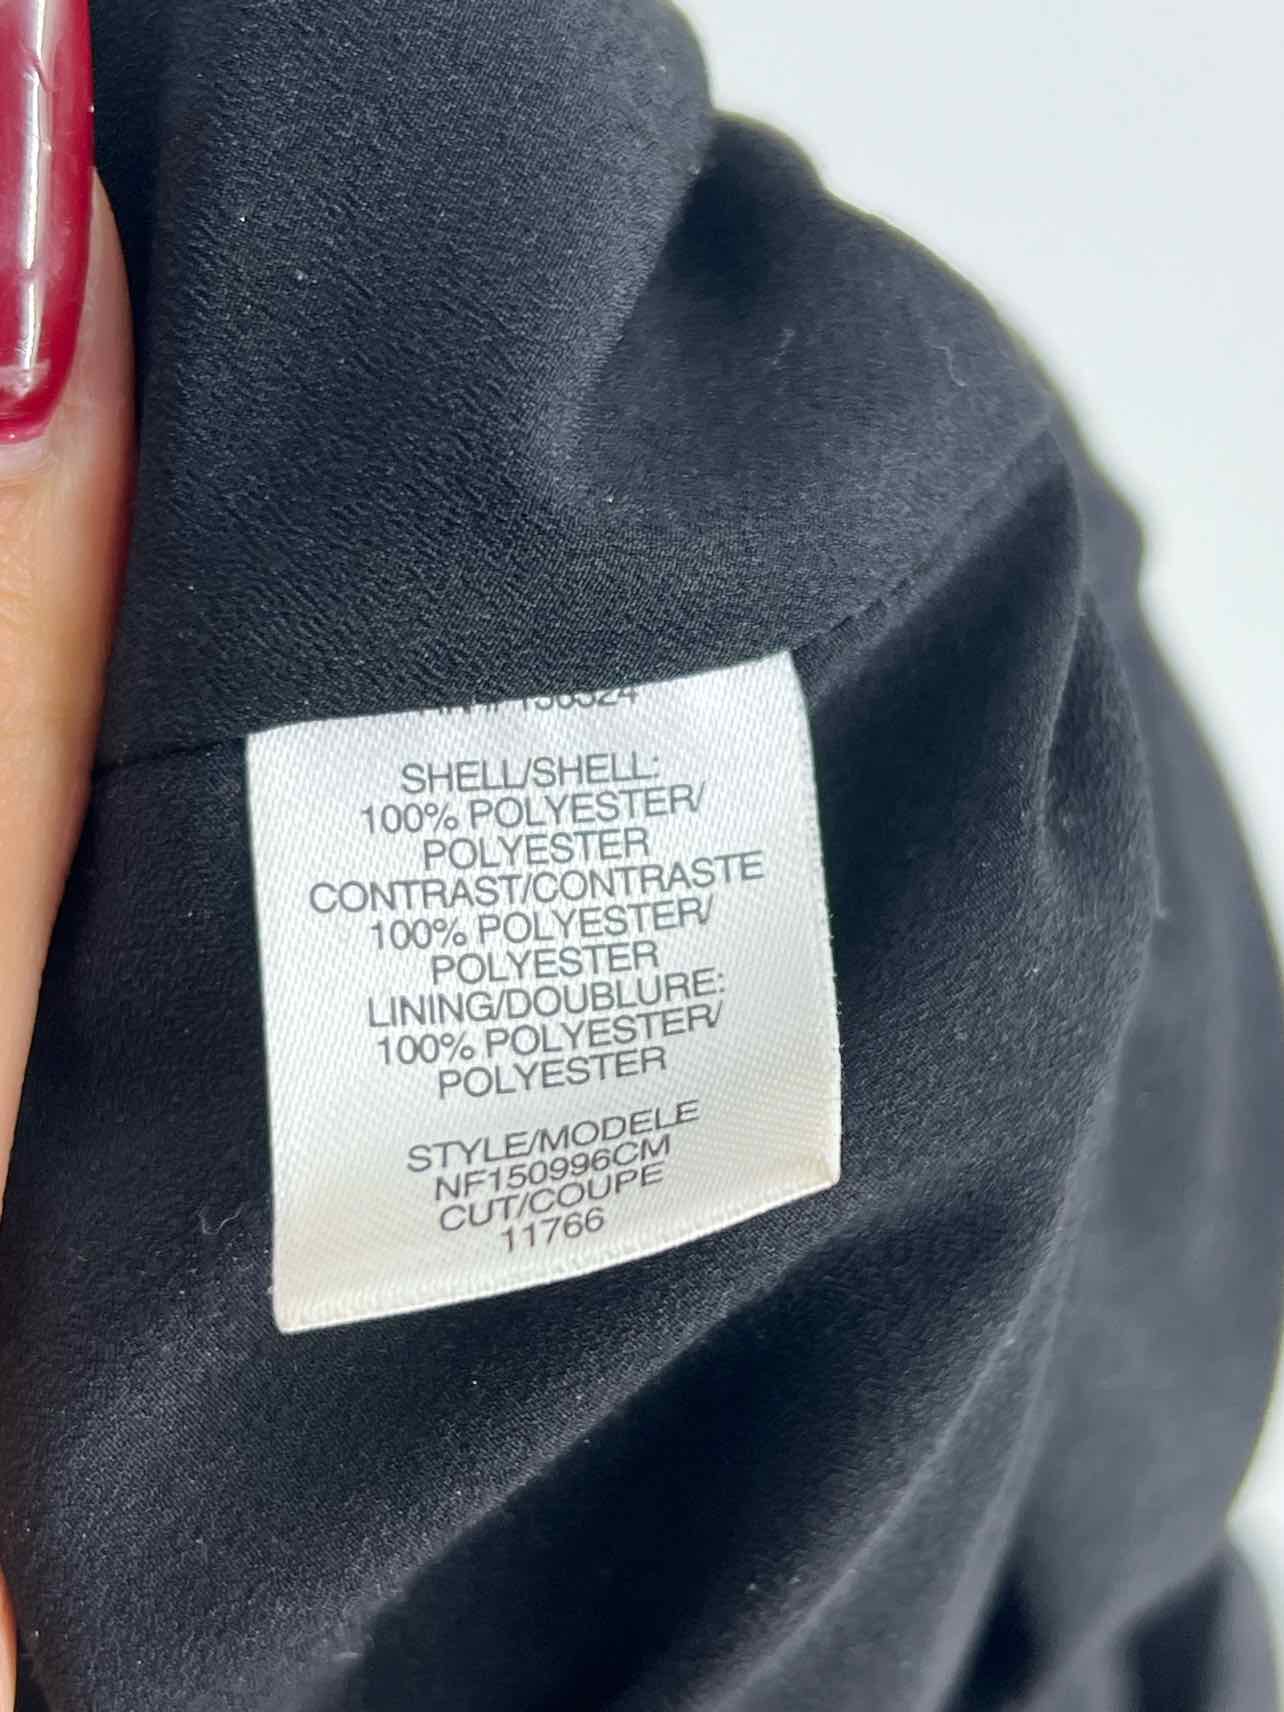 SHELL/SHELL:
100% POLYESTER/
POLYESTER
CONTRAST/CONTRASTE
100% POLYESTER/
POLYESTER
LINING/DOUBLURE:
100% POLYESTER/
POLYESTER
STYLE/MODELE
NF150996CM
CUT/COUPE
11766